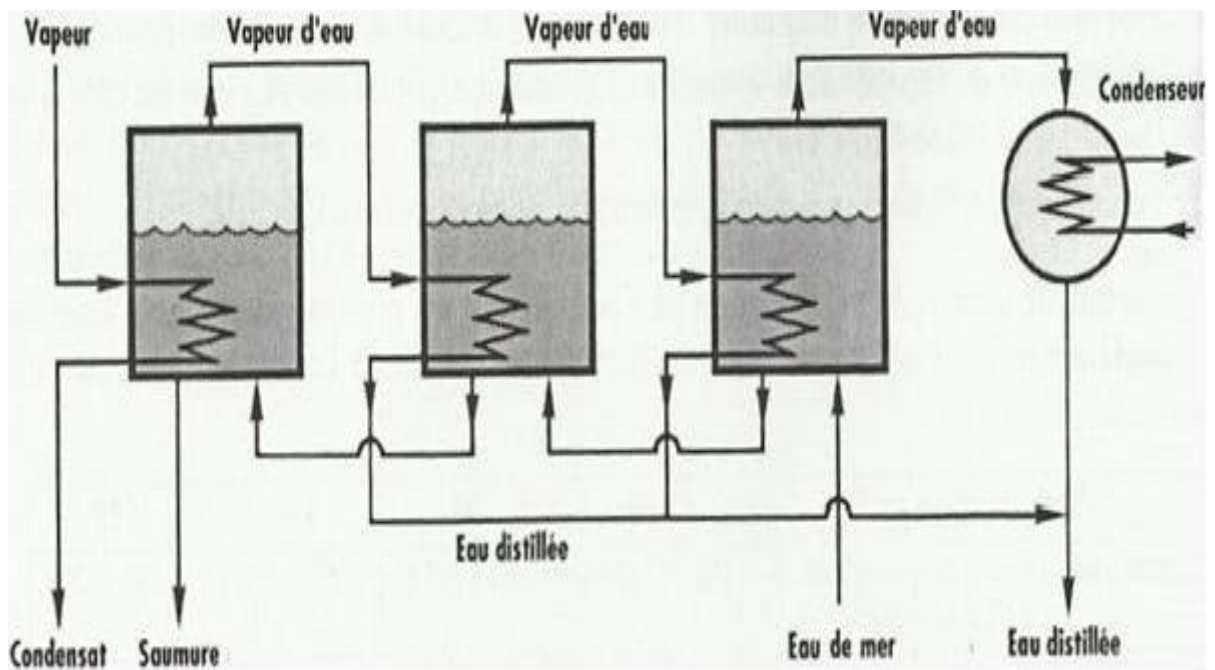 Vapeur
Vapeur d'eau
Vapeur d'eau
Vapeur d'eau
Condenseur
Eau distillée
Condensat
Saumure
Eau de mer
Eau distillée